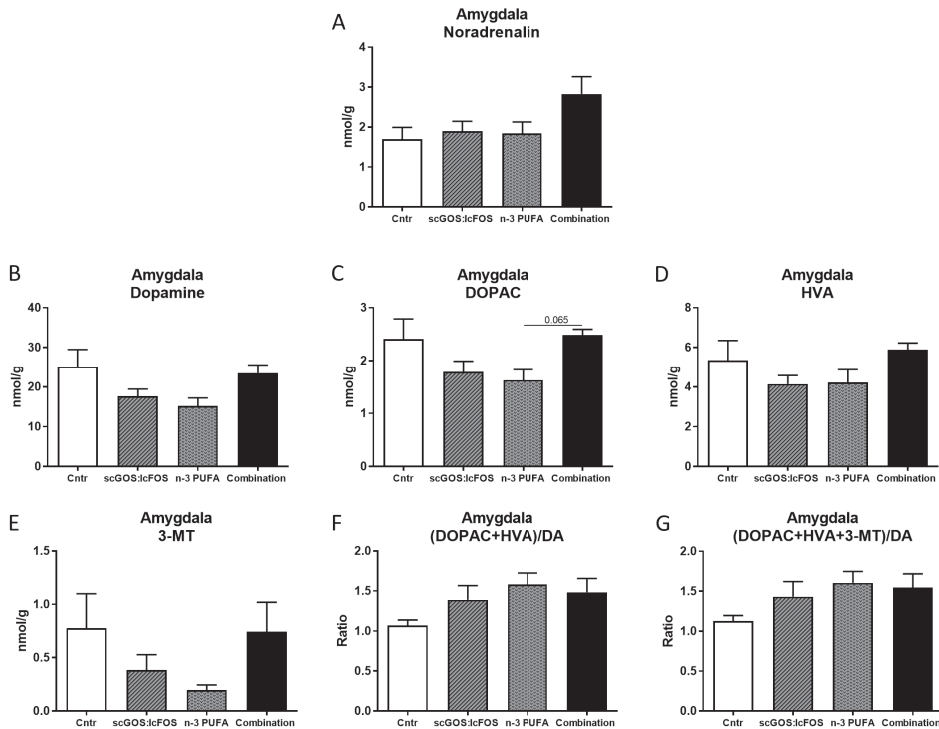 A
Amygdala
Noradrenalin
4
3
2
1
0
nmol/g
Cntr scGOS:lcFOS n-3 PUFA Combination
B
Amygdala
Dopamine
40
30
20
10
0
nmol/g
Cntr scGOS:lcFOS n-3 PUFA Combination
C
Amygdala
DOPAC
3
2
1
0
nmol/g
0.065
Cntr scGOS:lcFOS n-3 PUFA Combination
D
Amygdala
HVA
8
6
4
2
0
nmol/g
Cntr scGOS:lcFOS n-3 PUFA Combination
E
Amygdala
3-MT
1.5
1.0
0.5
0.0
nmol/g
Cntr scGOS:lcFOS n-3 PUFA Combination
F
Amygdala
(DOPAC+HVA)/DA
2.0
1.5
1.0
0.5
0.0
Ratio
Cntr scGOS:lcFOS n-3 PUFA Combination
G
Amygdala
(DOPAC+HVA+3-MT)/DA
2.0
1.5
1.0
0.5
0.0
Ratio
Cntr scGOS:lcFOS n-3 PUFA Combination